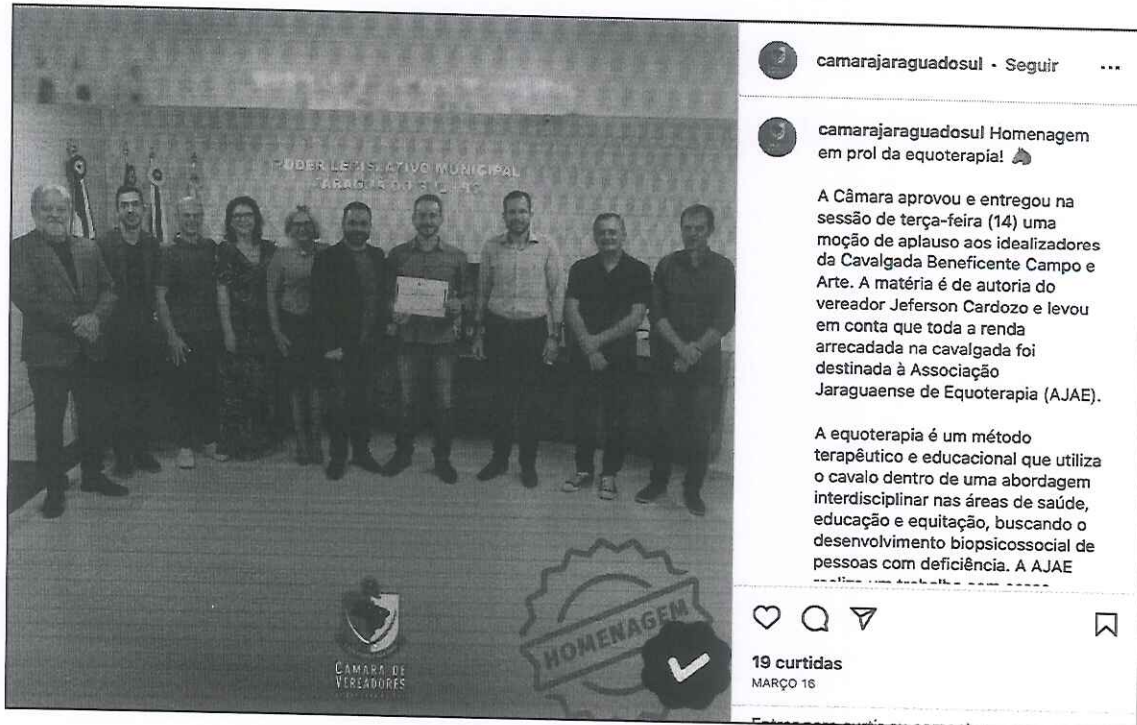 PODER LEGISLATIVO MUNICIPAL
JARAGUÁ DO SUL
HOMENAGEM
CÂMARA DE
VEREADORES
camarajaraguadosul • Seguir
camarajaraguadosul Homenagem
em prol da equoterapia! 🐴
A Câmara aprovou e entregou na
sessão de terça-feira (14) uma
moção de aplauso aos idealizadores
da Cavalgada Beneficente Campo e
Arte. A matéria é de autoria do
vereador Jeferson Cardozo e levou
em conta que toda a renda
arrecadada na cavalgada foi
destinada à Associação
Jaraguaense de Equoterapia (AJAE).
A equoterapia é um método
terapêutico e educacional que utiliza
o cavalo dentro de uma abordagem
interdisciplinar nas áreas de saúde,
educação e equitação, buscando o
desenvolvimento biopsicossocial de
pessoas com deficiência. A AJAE
19 curtidas
MARÇO 16